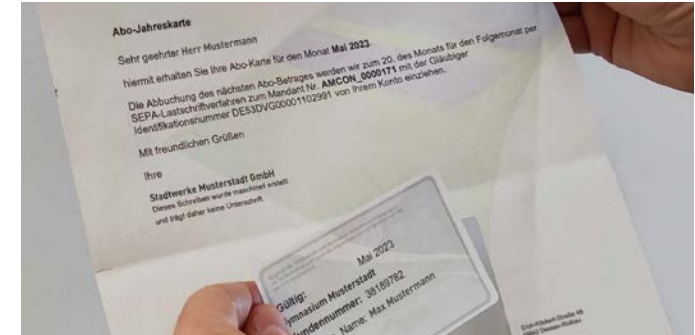 Abo-Jahreskarte
Sehr geehrter Herr Mustermann
hiermit erhalten Sie Ihre Abo-Karte für den Monat Mai 2023.
Die Abbuchung des nächsten Abo-Betrages werden wir zum 20. des Monats für den Folgemonat per
SEPA-Lastschriftverfahren zum Mandant Nr. AMCON_0000171 mit der Gläubiger
Identifikationsnummer DE53DVG00001102991 von Ihrem Konto einziehen.
Mit freundlichen Grüßen
Ihre
Stadtwerke Musterstadt GmbH
Dieses Schreiben wurde maschinell erstellt
und trägt daher keine Unterschrift.
Gültig: Mai 2023
Gymnasium Musterstadt
Kundennummer: 38189782
Name: Max Mustermann